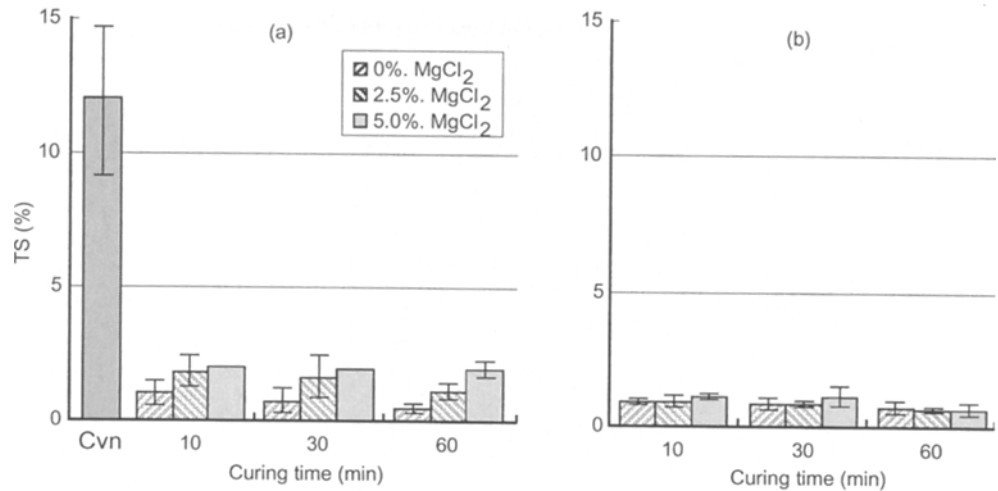 15
(a)
0%. MgCl2
2.5%. MgCl2
5.0%. MgCl2
10
5
0
TS (%)
Cvn 10 30 60
Curing time (min)
15
(b)
10
5
0
10 30 60
Curing time (min)